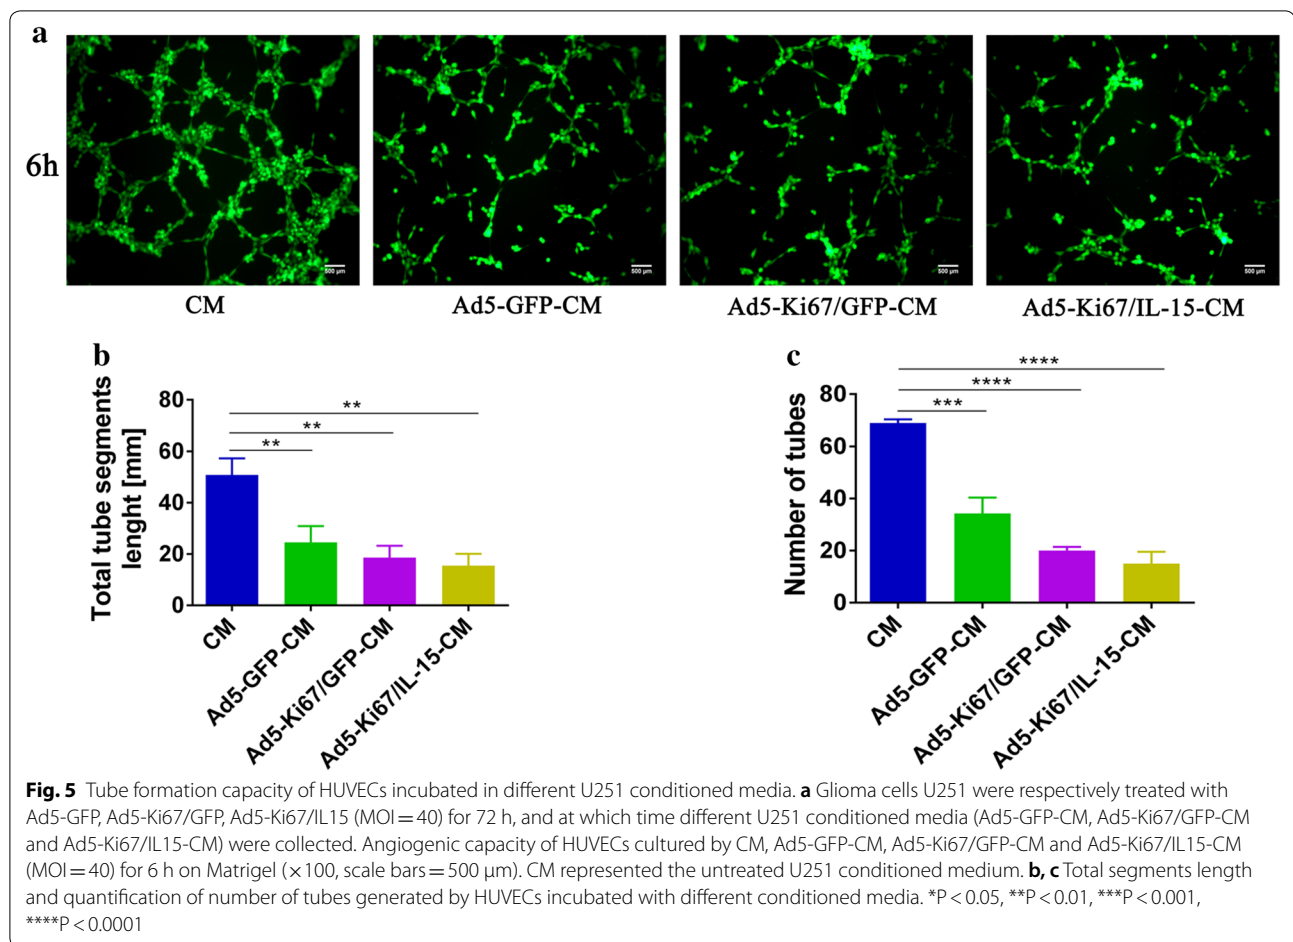 a
6h
500 µm
500 µm
500 µm
500 µm
CM
Ad5-GFP-CM
Ad5-Ki67/GFP-CM
Ad5-Ki67/IL-15-CM
b
Total tube segments
lenght [mm]
80
60
40
20
0
**
**
**
CM
Ad5-GFP-CM
Ad5-Ki67/GFP-CM
Ad5-Ki67/IL-15-CM
c
Number of tubes
80
60
40
20
0
****
****
***
CM
Ad5-GFP-CM
Ad5-Ki67/GFP-CM
Ad5-Ki67/IL-15-CM
Fig. 5 Tube formation capacity of HUVECs incubated in different U251 conditioned media. a Glioma cells U251 were respectively treated with
Ad5-GFP, Ad5-Ki67/GFP, Ad5-Ki67/IL15 (MOI = 40) for 72 h, and at which time different U251 conditioned media (Ad5-GFP-CM, Ad5-Ki67/GFP-CM
and Ad5-Ki67/IL15-CM) were collected. Angiogenic capacity of HUVECs cultured by CM, Ad5-GFP-CM, Ad5-Ki67/GFP-CM and Ad5-Ki67/IL15-CM
(MOI = 40) for 6 h on Matrigel (× 100, scale bars = 500 µm). CM represented the untreated U251 conditioned medium. b, c Total segments length
and quantification of number of tubes generated by HUVECs incubated with different conditioned media. *P < 0.05, **P < 0.01, ***P < 0.001,
****P < 0.0001